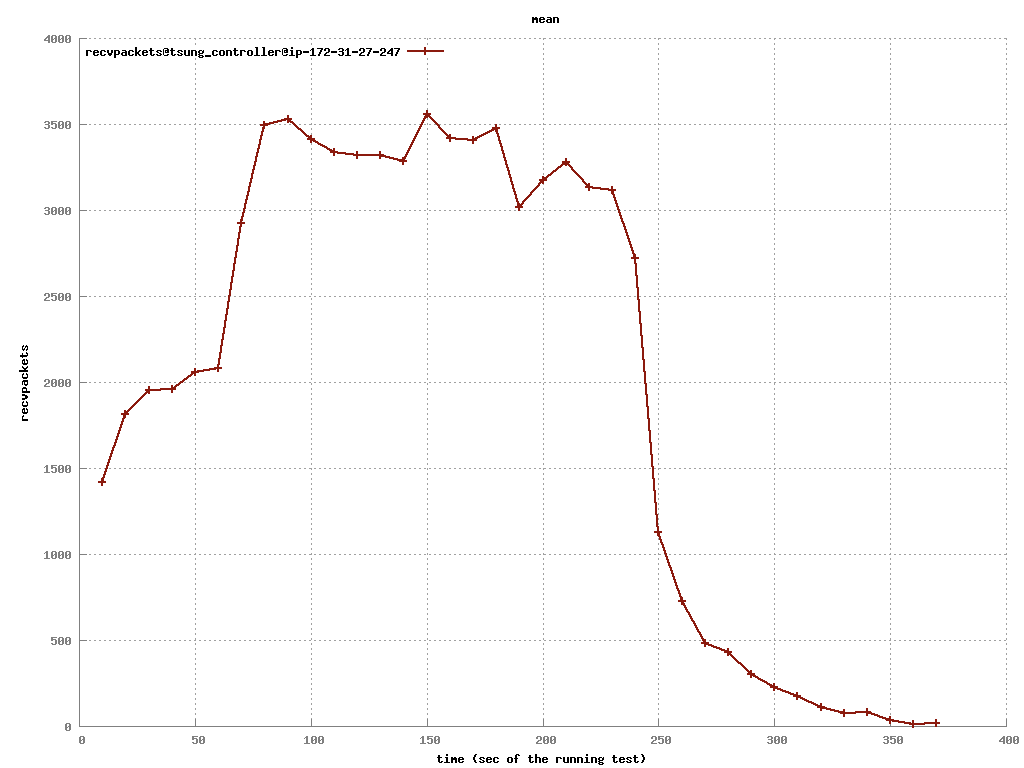 mean
recvpackets@tsung_controller@ip-172-31-27-247
4000
3500
3000
2500
2000
1500
1000
500
0
recvpackets
0 50 100 150 200 250 300 350 400
time (sec of the running test)